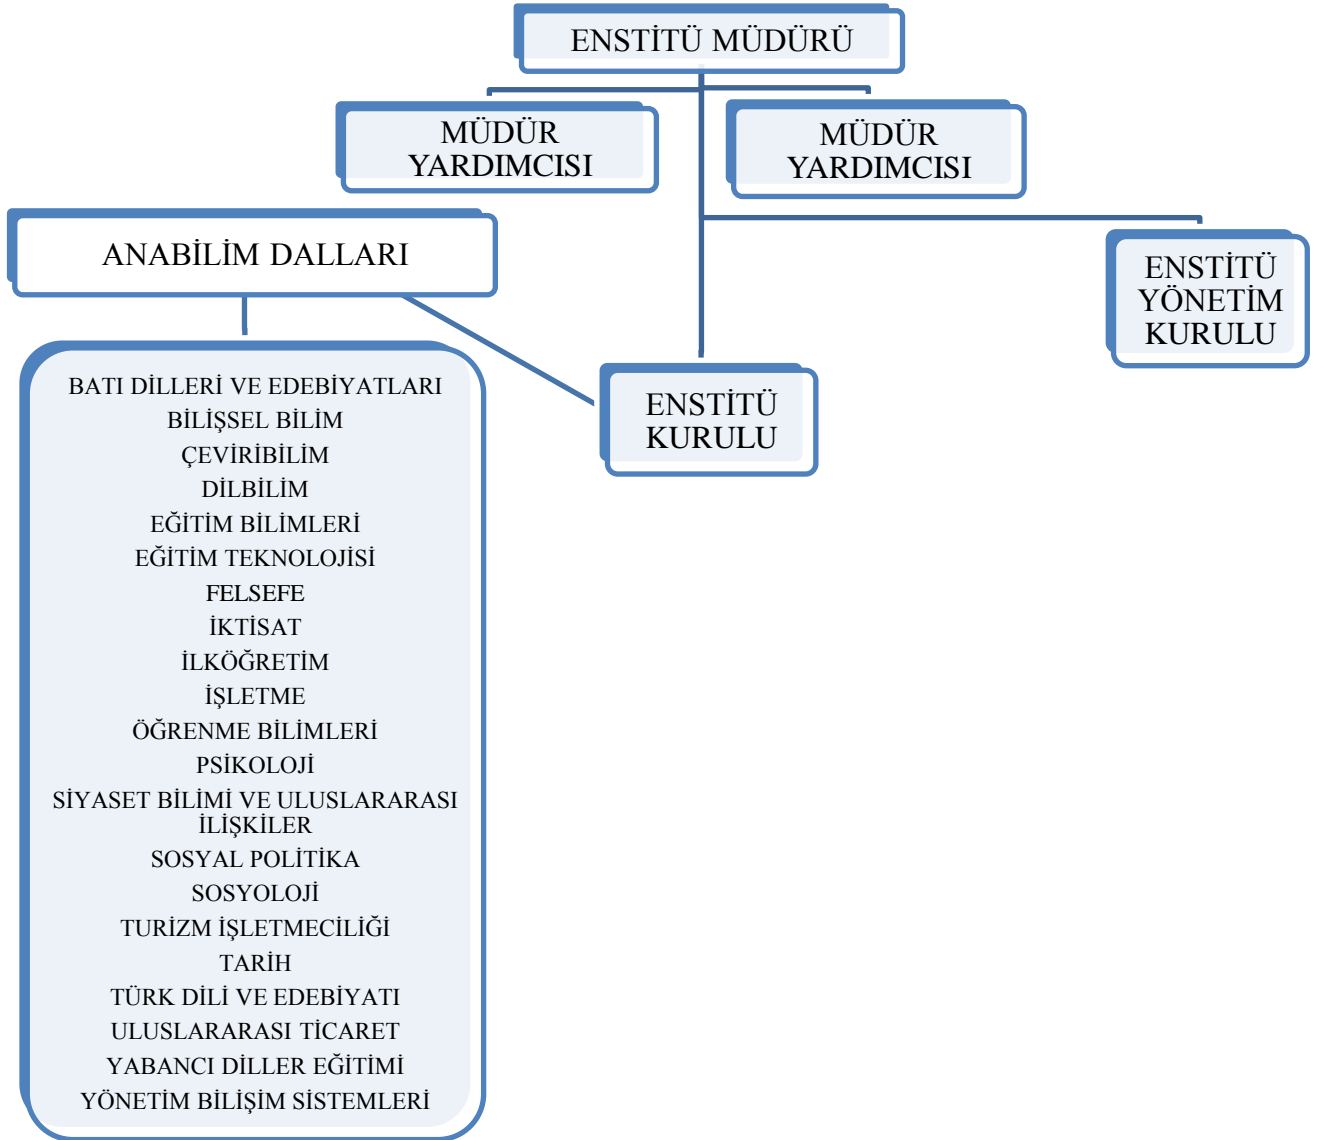 ENSTİTÜ MÜDÜRÜ
MÜDÜR
YARDIMCISI
MÜDÜR
YARDIMCISI
ANABİLİM DALLARI
ENSTİTÜ
YÖNETİM
KURULU
ENSTİTÜ
KURULU
BATI DİLLERİ VE EDEBİYATLARI
BİLİŞSEL BİLİM
ÇEVİRİBİLİM
DİLBİLİM
EĞİTİM BİLİMLERİ
EĞİTİM TEKNOLOJİSİ
FELSEFE
İKTİSAT
İLKÖĞRETİM
İŞLETME
ÖĞRENME BİLİMLERİ
PSİKOLOJİ
SİYASET BİLİMİ VE ULUSLARARASI
İLİŞKİLER
SOSYAL POLİTİKA
SOSYOLOJİ
TURİZM İŞLETMECİLİĞİ
TARİH
TÜRK DİLİ VE EDEBİYATI
ULUSLARARASI TİCARET
YABANCI DİLLER EĞİTİMİ
YÖNETİM BİLİŞİM SİSTEMLERİ